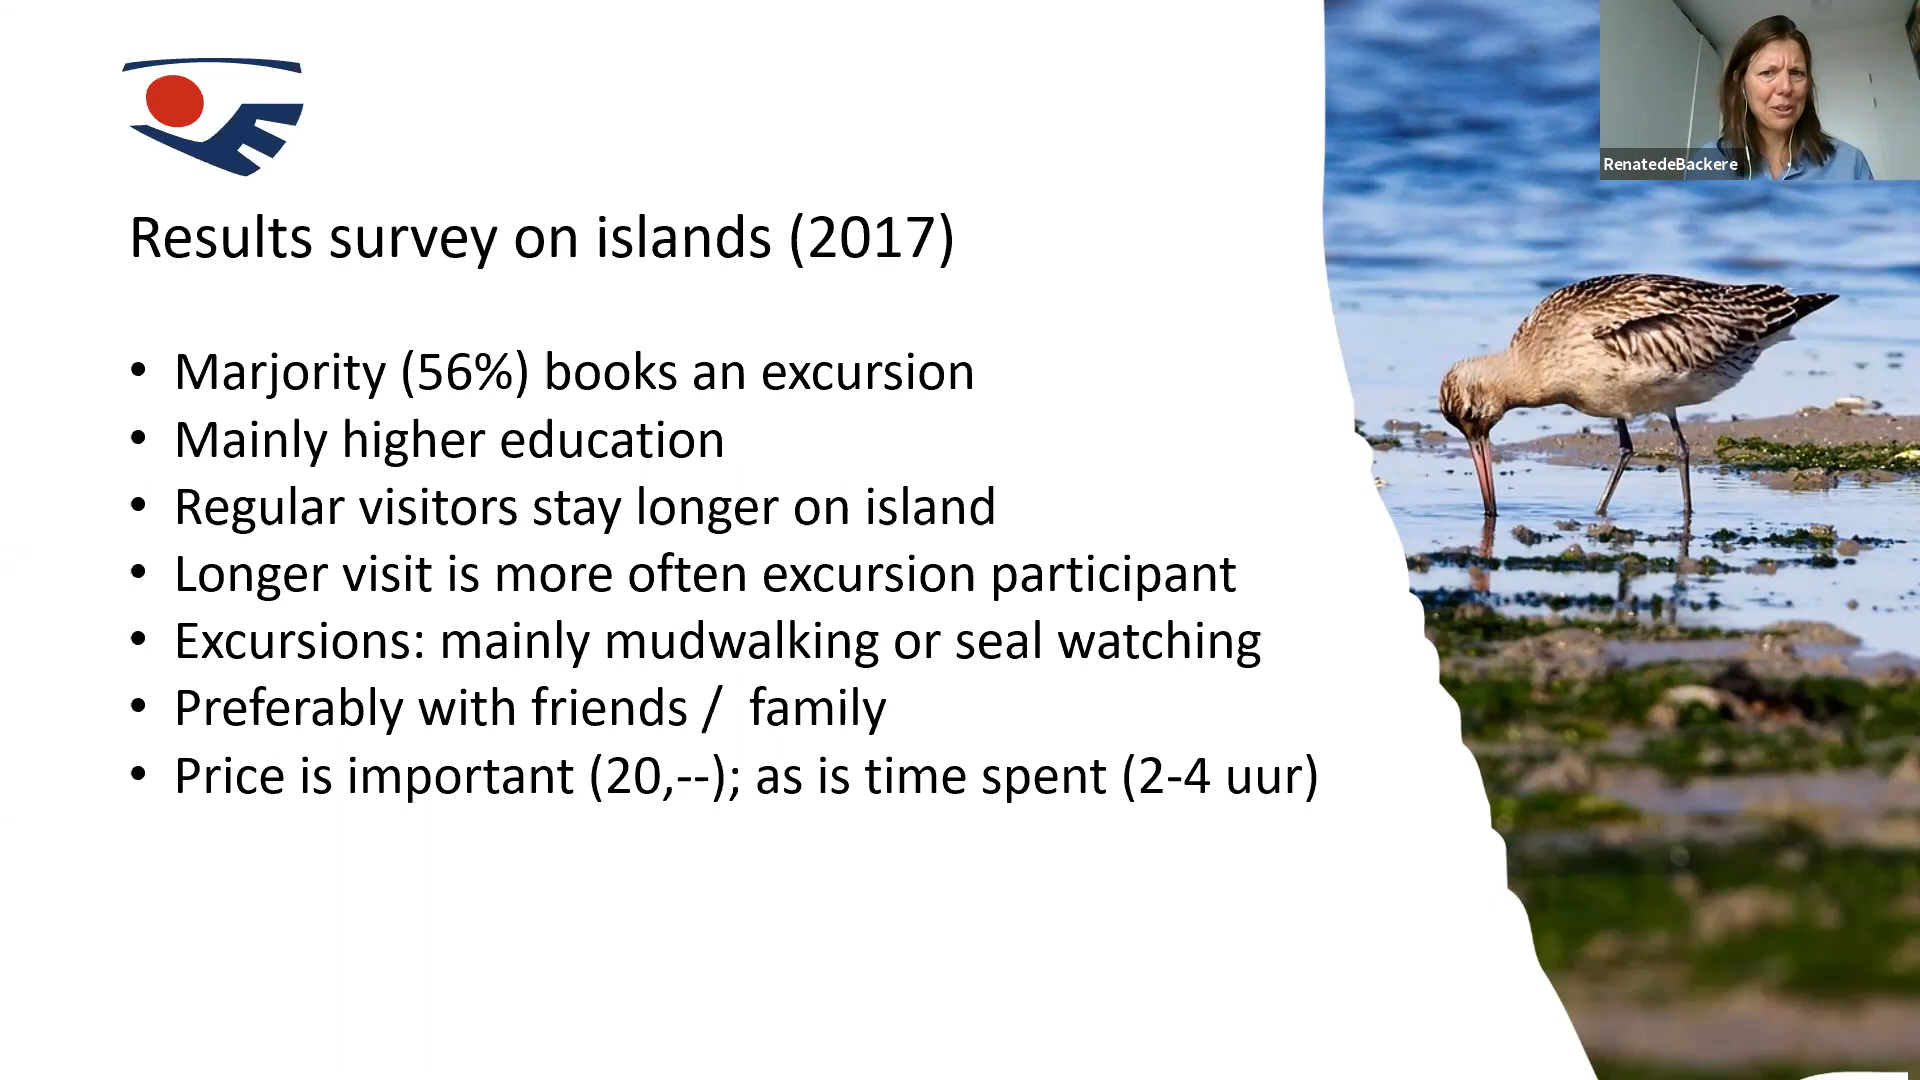 RenatedeBackere
Results survey on islands (2017)
• Marjority (56%) books an excursion
• Mainly higher education
• Regular visitors stay longer on island
• Longer visit is more often excursion participant
• Excursions: mainly mudwalking or seal watching
• Preferably with friends /  family
• Price is important (20,--); as is time spent (2-4 uur)